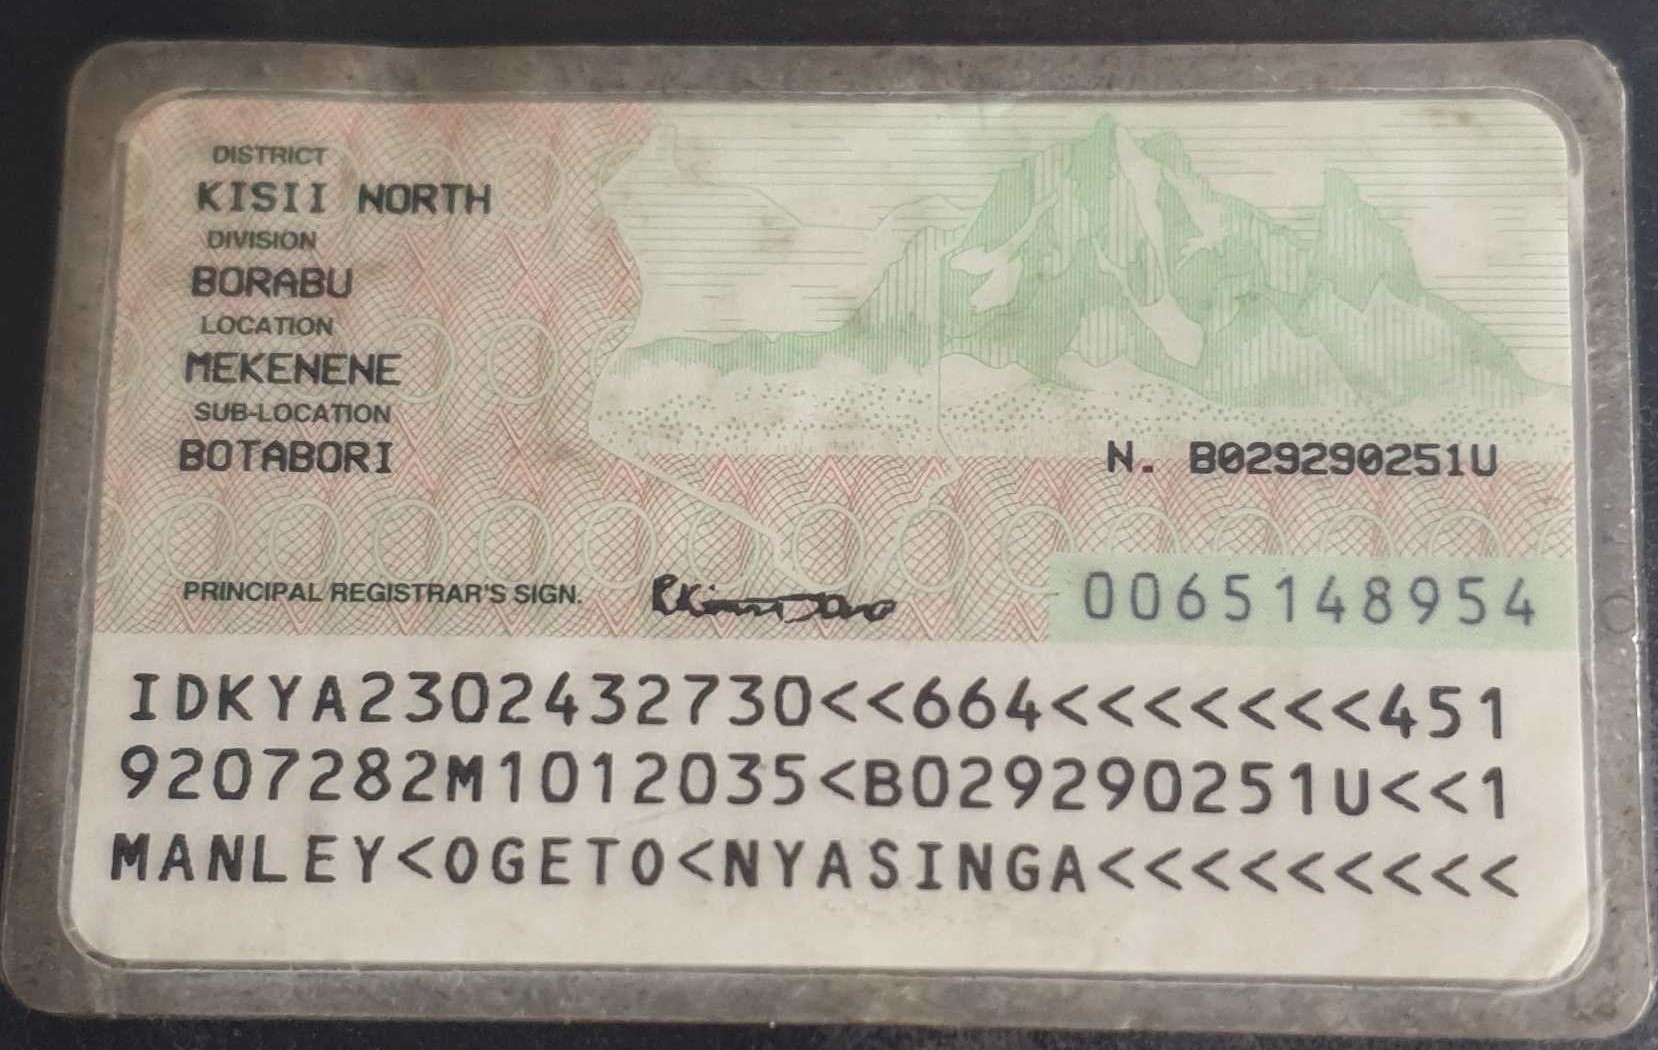 DISTRICT
KISII NORTH
DIVISION
BORABU
LOCATION
MEKENENE
SUB-LOCATION
BOTABORI
N. B029290251U
PRINCIPAL REGISTRAR'S SIGN.
0065148954
IDKYA2302432730<<664<<<<<<<<451
9207282M1012035<B029290251U<<1
MANLEY<OGETO<NYASINGA<<<<<<<<<